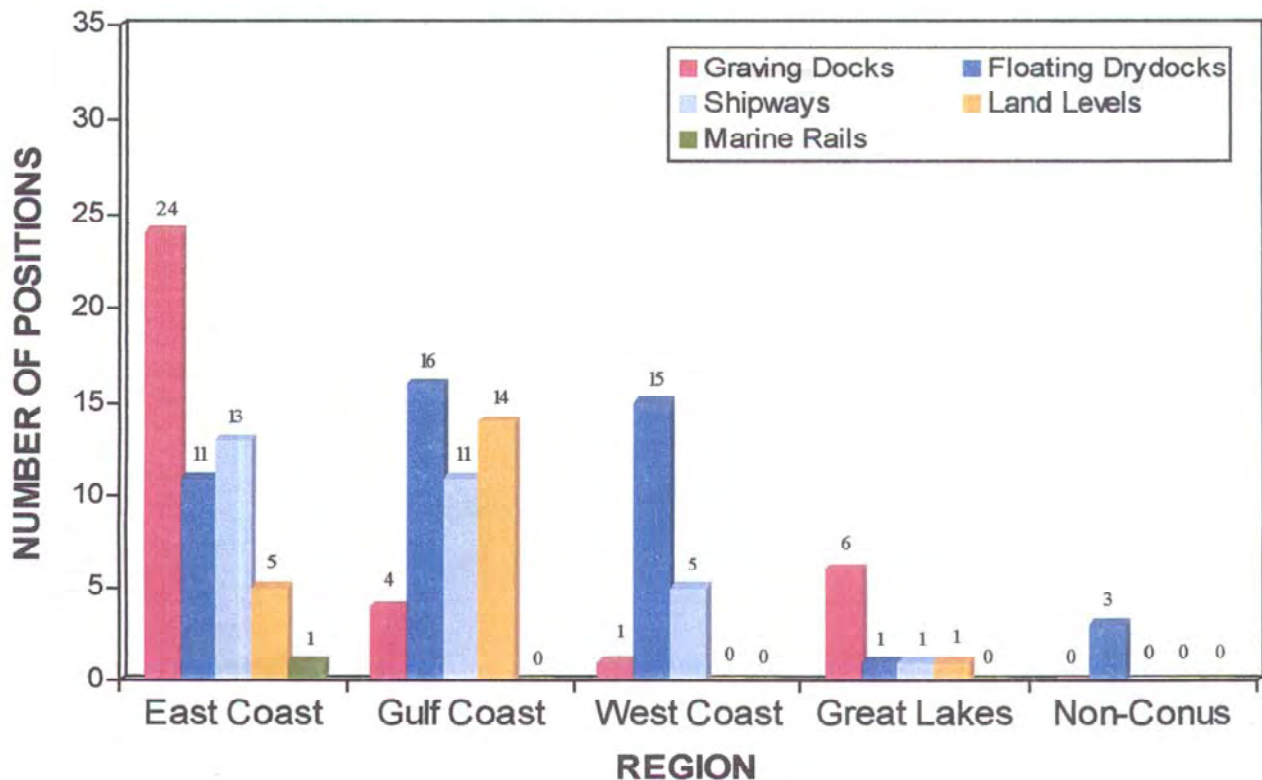 35
30
25
20
15
10
5
0
NUMBER OF POSITIONS
Graving Docks
Floating Drydocks
Shipways
Land Levels
Marine Rails
24
11
13
5
1
4
16
11
14
0
1
15
5
0
0
6
1
1
1
0
0
3
0
0
0
East Coast
Gulf Coast
West Coast
Great Lakes
Non-Conus
REGION